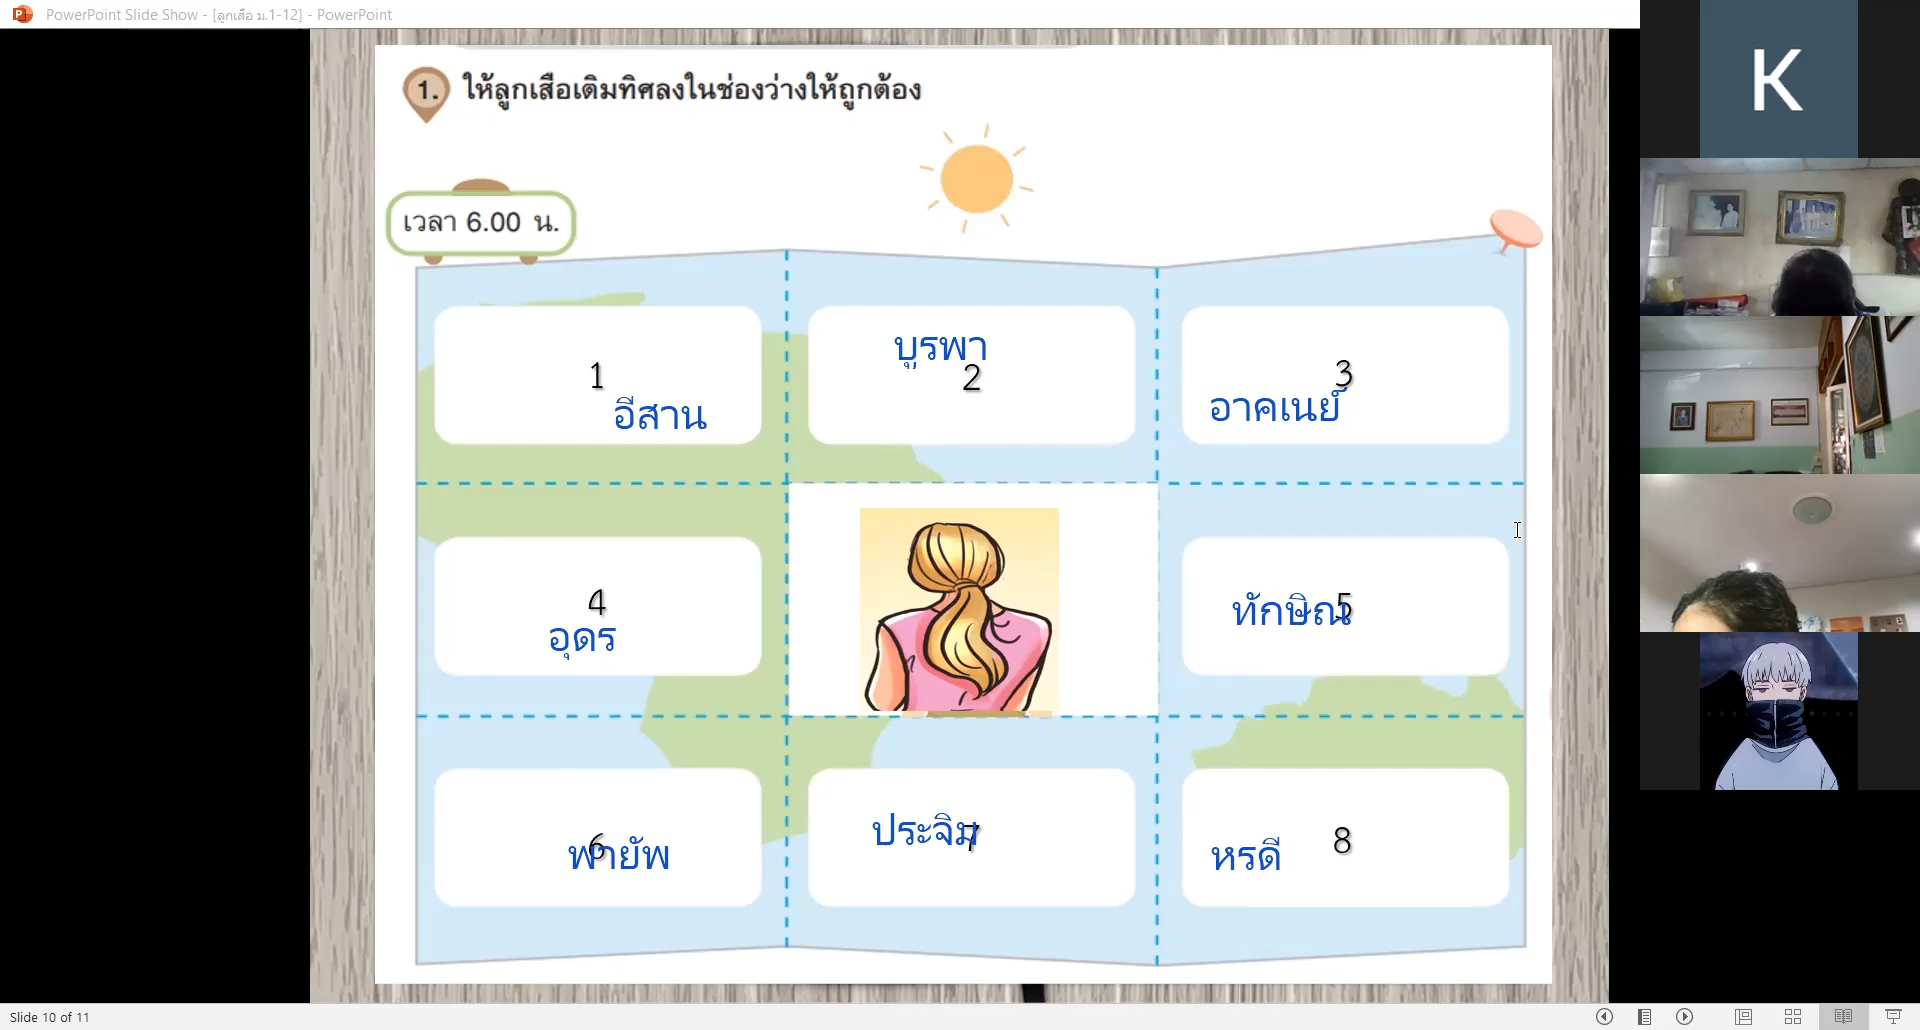 PowerPoint Slide Show - [ลูกเสือ ม.1-12] - PowerPoint
K
1. ให้ลูกเสือเติมทิศลงในช่องว่างให้ถูกต้อง
เวลา 6.00 น.
1
อีสาน
บูรพา
2
3
อาคเนย์
4
อุดร
ทักษิณ
5
6
พายัพ
ประจิม
7
หรดี
8
Slide 10 of 11